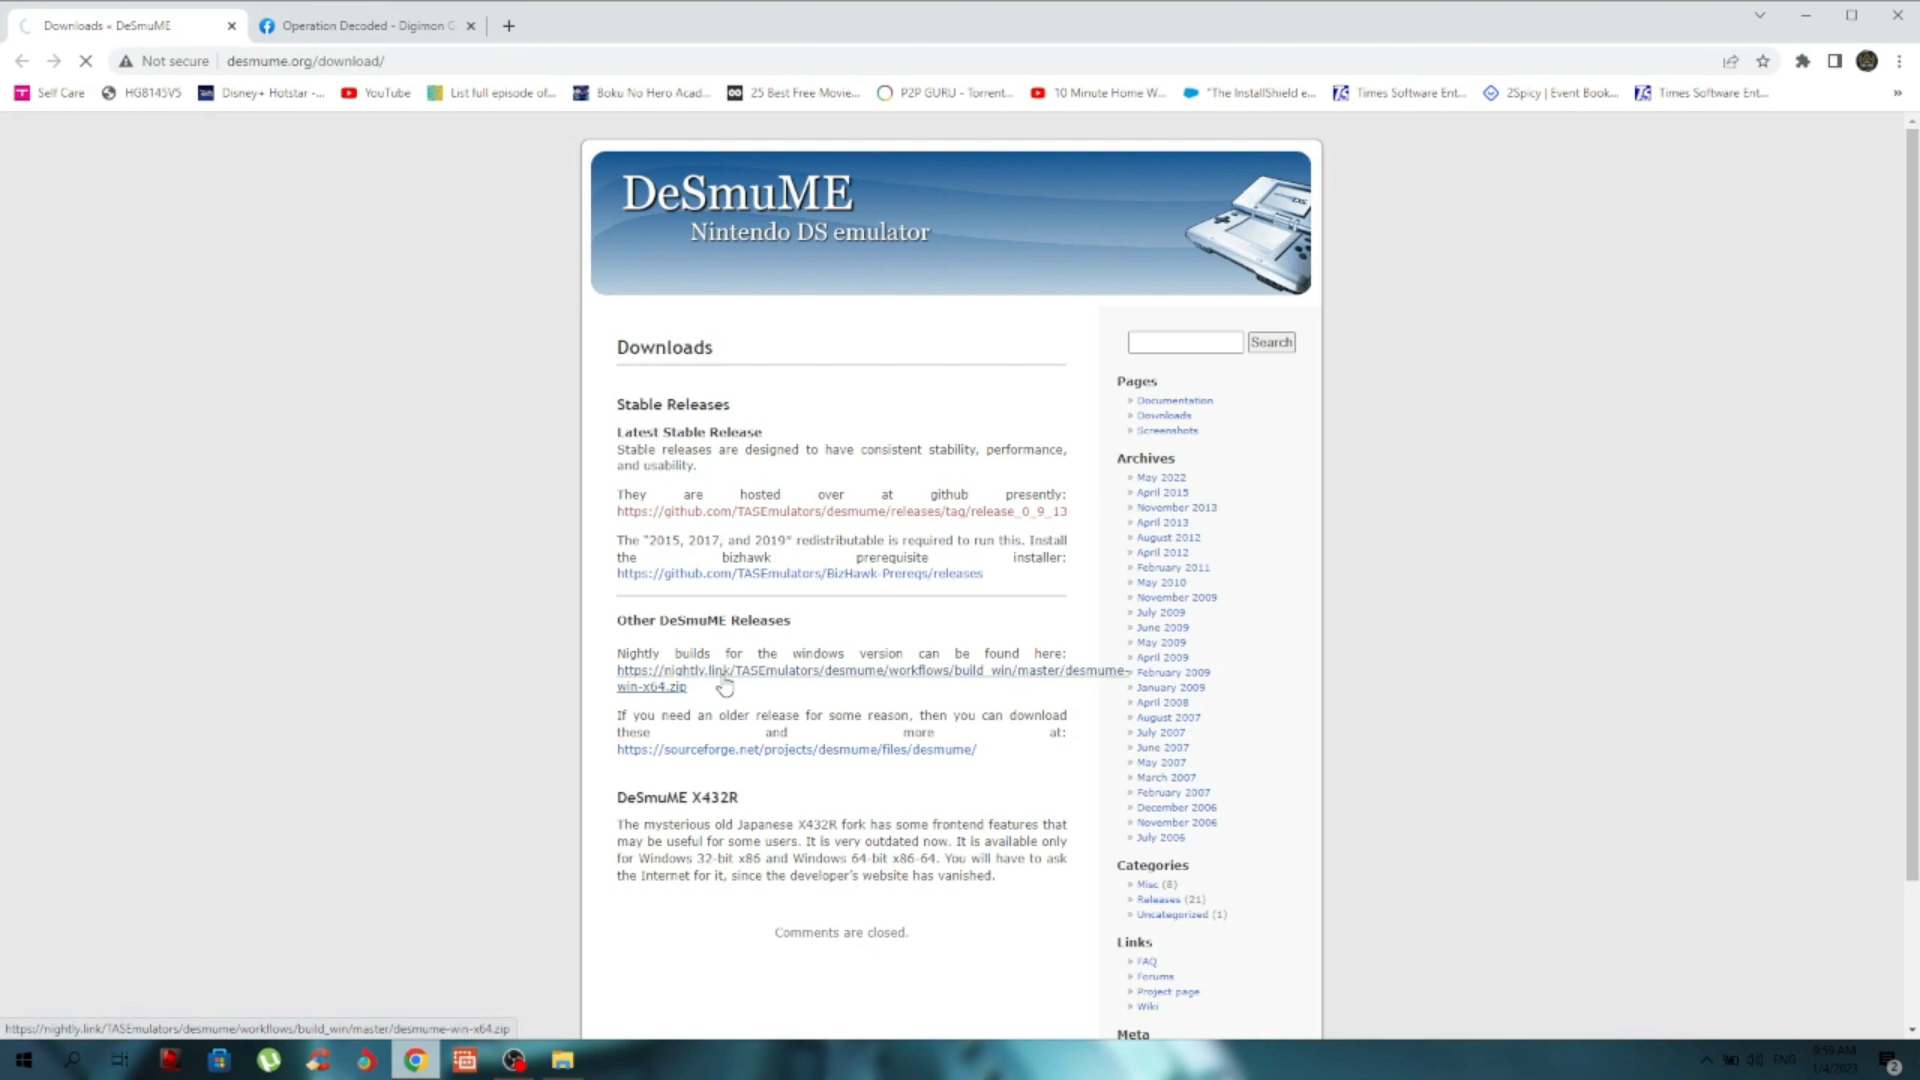 Downloads « DeSmuME
Operation Decoded - Digimon G
Not secure
desmume.org/download/
Self Care
HG8145V5
Disney+ Hotstar -...
YouTube
List full episode of...
Boku No Hero Acad...
25 Best Free Movie...
P2P GURU - Torrent...
10 Minute Home W...
"The InstallShield e...
Times Software Ent...
2Spicy | Event Book...
Times Software Ent...
»
DeSmuME
Nintendo DS emulator
Downloads
Stable Releases
Latest Stable Release
Stable releases are designed to have consistent stability, performance,
and usability.
They are hosted over at github presently:
https://github.com/TASEmulators/desmume/releases/tag/release_0_9_13
The "2015, 2017, and 2019" redistributable is required to run this. Install
the bizhawk prerequisite installer:
https://github.com/TASEmulators/BizHawk-Prereqs/releases
Other DeSmuME Releases
Nightly builds for the windows version can be found here:
https://nightly.link/TASEmulators/desmume/workflows/build_win/master/desmume-
win-x64.zip
If you need an older release for some reason, then you can download
these and more at:
https://sourceforge.net/projects/desmume/files/desmume/
DeSmuME X432R
The mysterious old Japanese X432R fork has some frontend features that
may be useful for some users. It is very outdated now. It is available only
for Windows 32-bit x86 and Windows 64-bit x86-64. You will have to ask
the Internet for it, since the developer's website has vanished.
Comments are closed.
Search
Pages
» Documentation
» Downloads
» Screenshots
Archives
» May 2022
» April 2015
» November 2013
» April 2013
» August 2012
» April 2012
» February 2011
» May 2010
» November 2009
» July 2009
» June 2009
» May 2009
» April 2009
» February 2009
» January 2009
» April 2008
» August 2007
» July 2007
» June 2007
» May 2007
» March 2007
» February 2007
» December 2006
» November 2006
» July 2006
Categories
» Misc (8)
» Releases (21)
» Uncategorized (1)
Links
» FAQ
» Forums
» Project page
» Wiki
Meta
https://nightly.link/TASEmulators/desmume/workflows/build_win/master/desmume-win-x64.zip
ENG
9:59 AM
1/4/2023
2